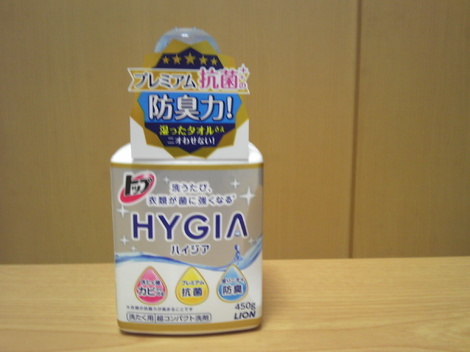 プレミアム抗菌の
防臭力!
湿ったタオルさえ
ニオわせない!
トップ
洗うたび、
衣類が菌に強くなる
HYGIA
ハイジア
カビ
プレミアム
抗菌
防臭
450g
洗たく用 超コンパクト洗剤
LION